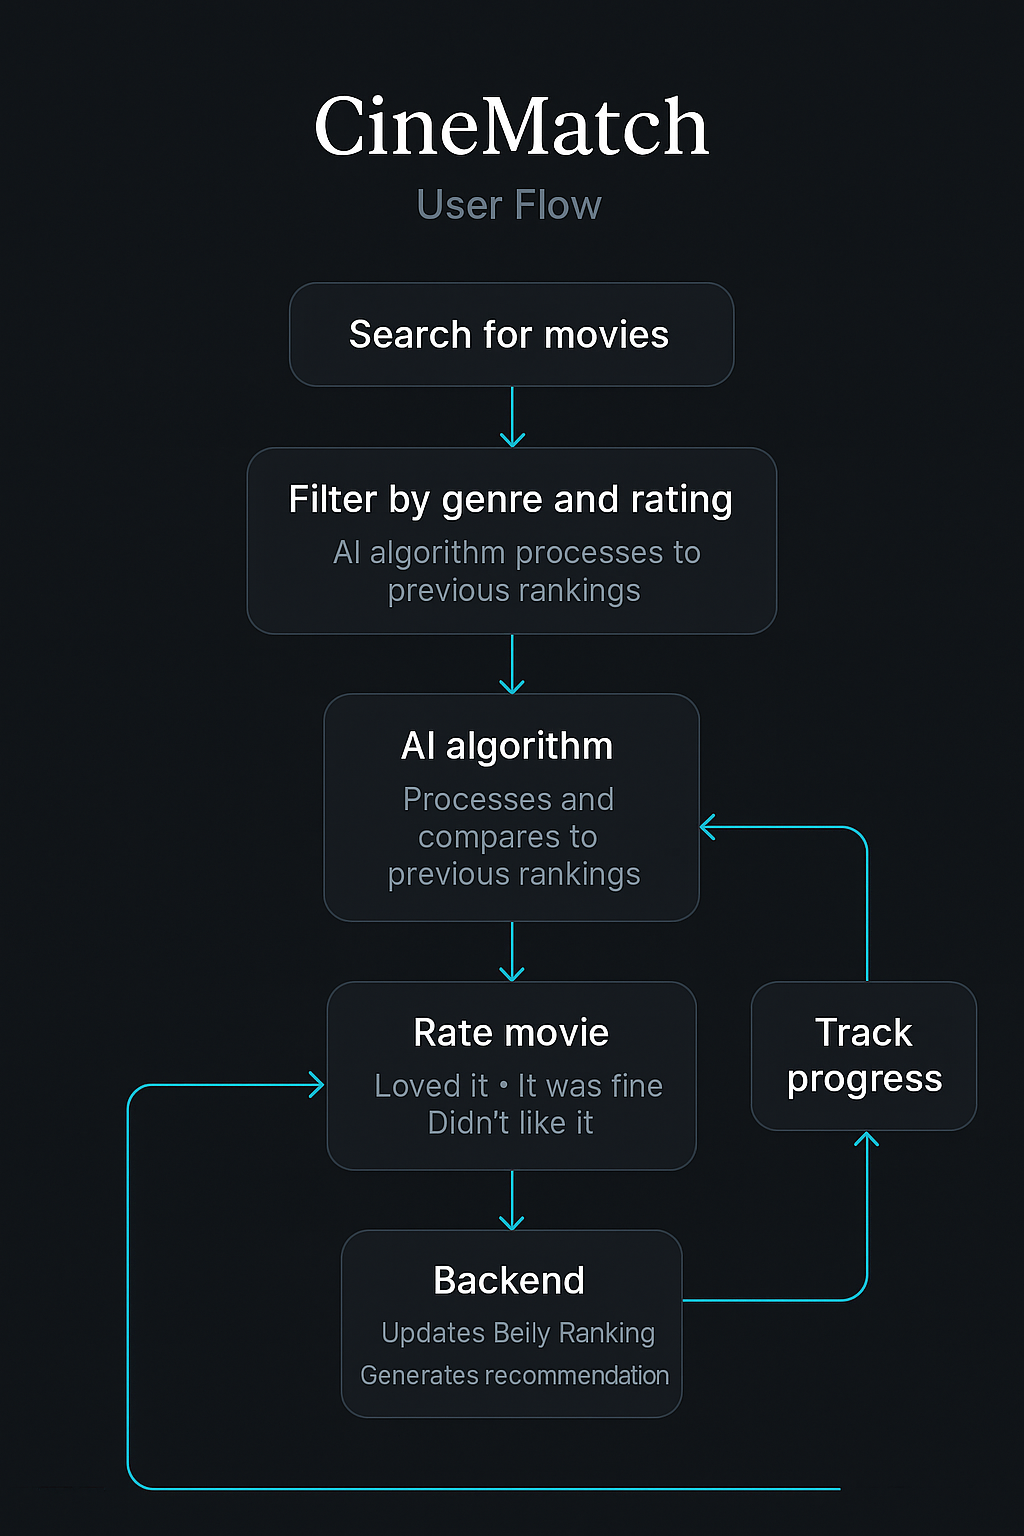 CineMatch
User Flow
Search for movies
Filter by genre and rating
AI algorithm processes to
previous rankings
AI algorithm
Processes and
compares to
previous rankings
Rate movie
Loved it • It was fine
Didn't like it
Track
progress
Backend
Updates Beily Ranking
Generates recommendation